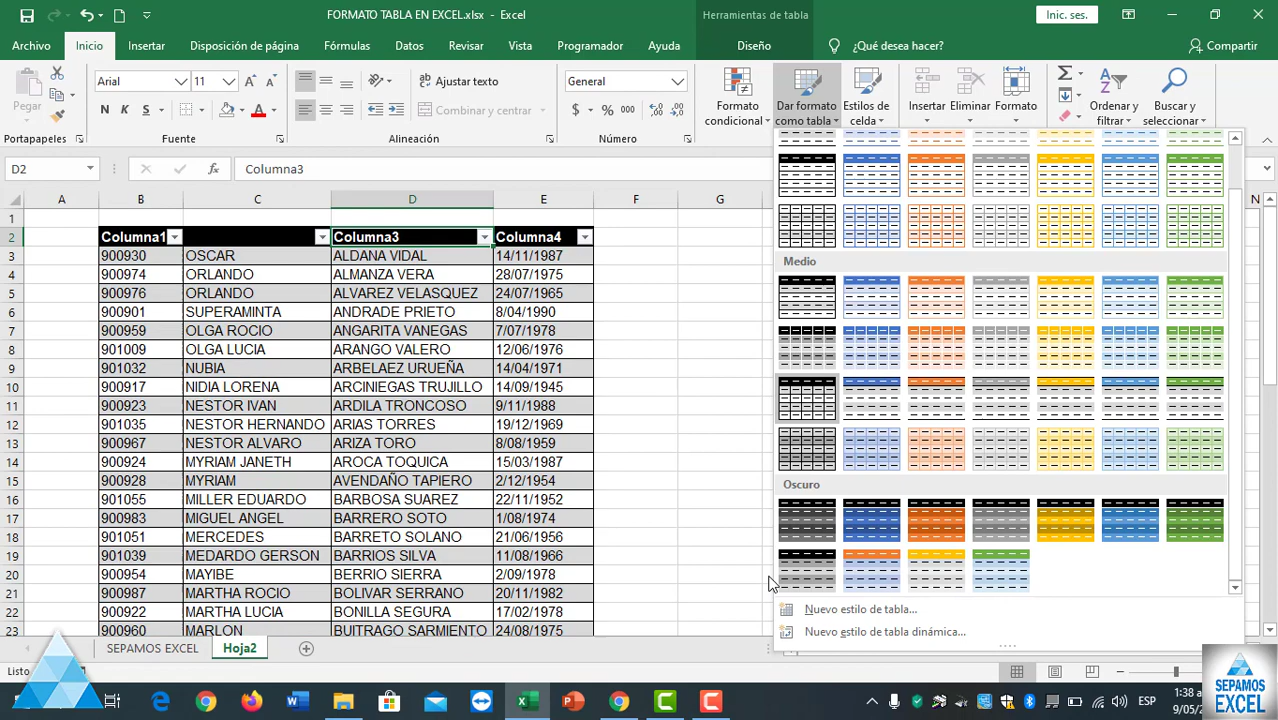 FORMATO TABLA EN EXCEL.xlsx - Excel
Herramientas de tabla
Inic. ses.
Archivo Inicio Insertar Disposición de página Fórmulas Datos Revisar Vista Programador Ayuda Diseño ¿Qué desea hacer? Compartir
Pegar
Arial 11
Ajustar texto
General
Formato condicional
Dar formato como tabla
Estilos de celda
Insertar
Eliminar
Formato
Ordenar y filtrar
Buscar y seleccionar
N K S
Combinar y centrar
$ % 000
Portapapeles Fuente Alineación Número
D2 fx Columna3
A B C D E F G N
1
2 Columna1 Columna3 Columna4
3 900930 OSCAR ALDANA VIDAL 14/11/1987
4 900974 ORLANDO ALMANZA VERA 28/07/1975
5 900976 ORLANDO ALVAREZ VELASQUEZ 24/07/1965
6 900901 SUPERAMINTA ANDRADE PRIETO 8/04/1990
7 900959 OLGA ROCIO ANGARITA VANEGAS 7/07/1978
8 901009 OLGA LUCIA ARANGO VALERO 12/06/1976
9 901032 NUBIA ARBELAEZ URUEÑA 14/04/1971
10 900917 NIDIA LORENA ARCINIEGAS TRUJILLO 14/09/1945
11 900923 NESTOR IVAN ARDILA TRONCOSO 9/11/1988
12 901035 NESTOR HERNANDO ARIAS TORRES 19/12/1969
13 900967 NESTOR ALVARO ARIZA TORO 8/08/1959
14 900924 MYRIAM JANETH AROCA TOQUICA 15/03/1987
15 900928 MYRIAM AVENDAÑO TAPIERO 2/12/1954
16 901055 MILLER EDUARDO BARBOSA SUAREZ 22/11/1952
17 900983 MIGUEL ANGEL BARRERO SOTO 1/08/1974
18 901051 MERCEDES BARRETO SOLANO 21/06/1956
19 901039 MEDARDO GERSON BARRIOS SILVA 11/08/1966
20 900954 MAYIBE BERRIO SIERRA 2/09/1978
21 900987 MARTHA ROCIO BOLIVAR SERRANO 20/11/1982
22 900922 MARTHA LUCIA BONILLA SEGURA 17/02/1978
23 900960 MARLON BUITRAGO SARMIENTO 24/08/1975
Medio
Oscuro
Nuevo estilo de tabla...
Nuevo estilo de tabla dinámica...
SEPAMOS EXCEL Hoja2
Listo
ESP
1:38 a
9/05/2
SEPAMOS
EXCEL